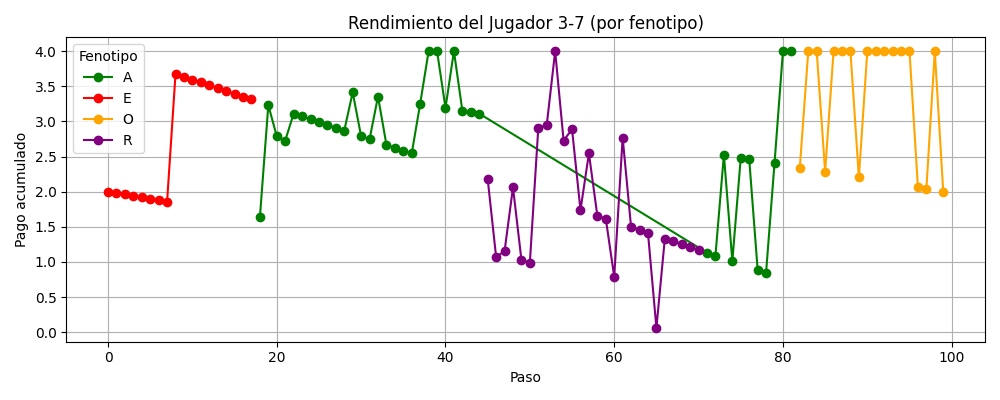 Rendimiento del Jugador 3-7 (por fenotipo)
Pago acumulado
4.0
3.5
3.0
2.5
2.0
1.5
1.0
0.5
0.0
Fenotipo
A
E
O
R
0 20 40 60 80 100
Paso